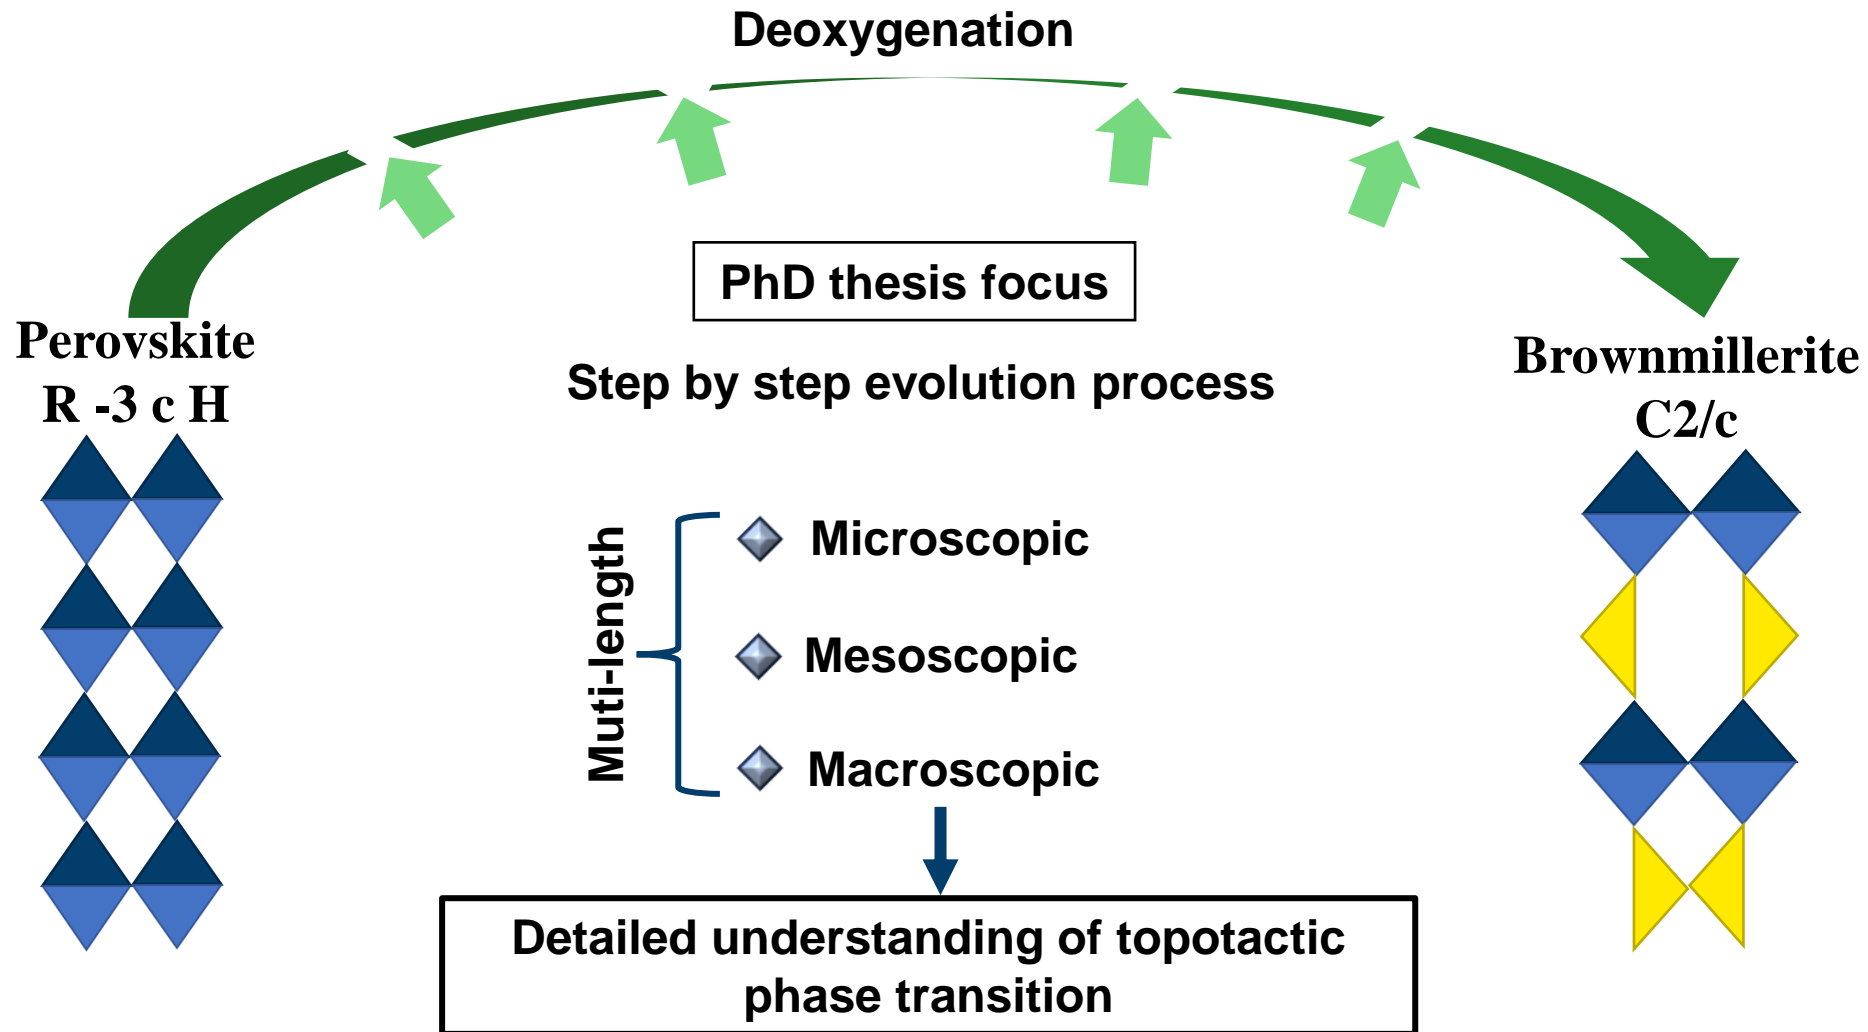 Deoxygenation
PhD thesis focus
Perovskite
R -3 c H
Step by step evolution process
Brownmillerite
C2/c
Muti-length
Microscopic
Mesoscopic
Macroscopic
Detailed understanding of topotactic
phase transition